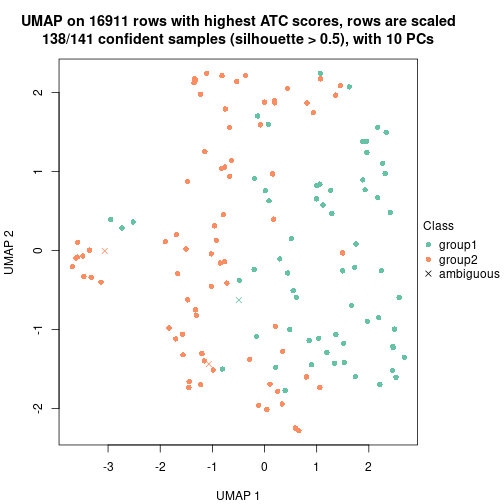 UMAP on 16911 rows with highest ATC scores, rows are scaled
138/141 confident samples (silhouette > 0.5), with 10 PCs
2
1
0
-1
-2
UMAP 2
-3
-2
-1
0
1
2
UMAP 1
Class
group1
group2
ambiguous